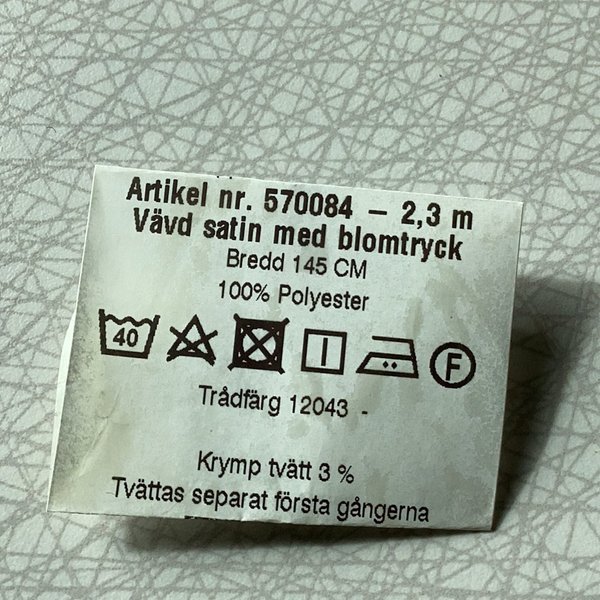 Artikel nr. 570084 – 2,3 m
Vävd satin med blomtryck
Bredd 145 CM
100% Polyester
40 F
Trådfärg 12043 -
Krymp tvätt 3 %
Tvättas separat första gångerna